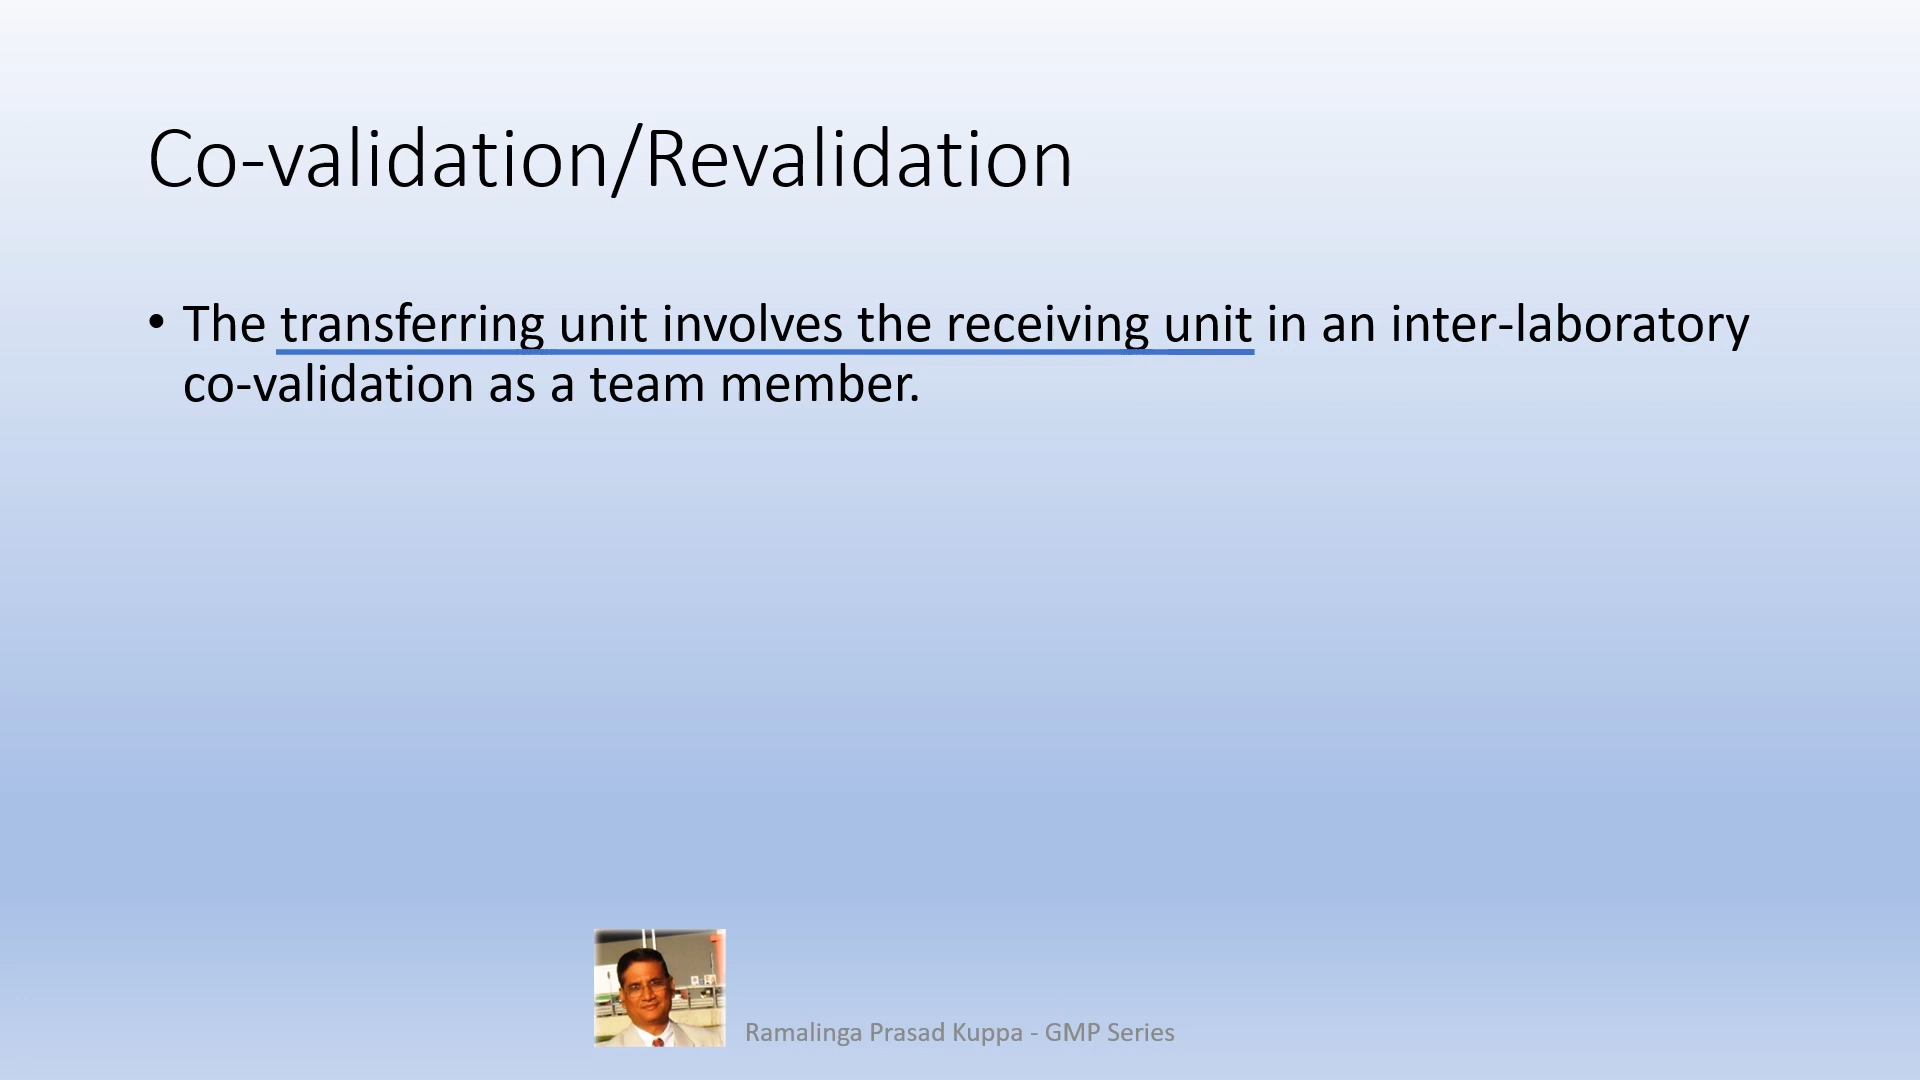 Co-validation/Revalidation
• The transferring unit involves the receiving unit in an inter-laboratory
co-validation as a team member.
Ramalinga Prasad Kuppa - GMP Series